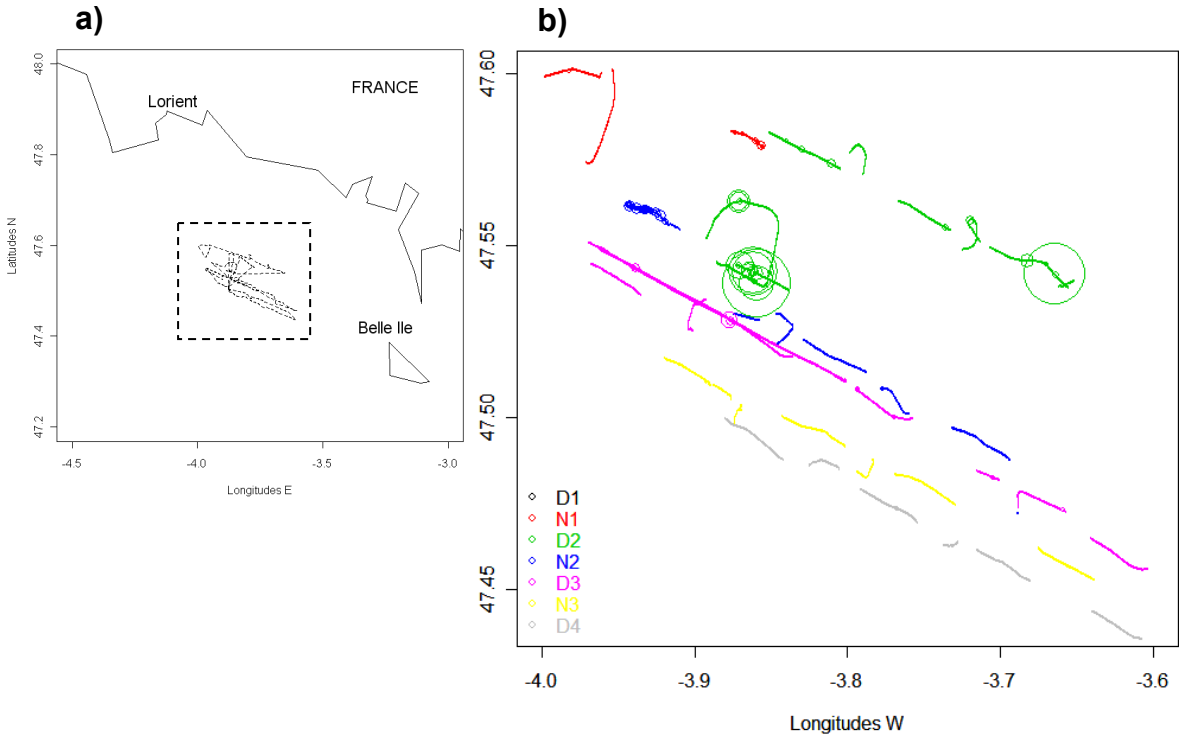 a)
48.0
47.8
47.6
47.4
47.2
Latitudes N
Lorient
FRANCE
Belle Ile
-4.5
-4.0
-3.5
-3.0
Longitudes E
b)
47.60
47.55
47.50
47.45
D1
N1
D2
N2
D3
N3
D4
-4.0
-3.9
-3.8
-3.7
-3.6
Longitudes W